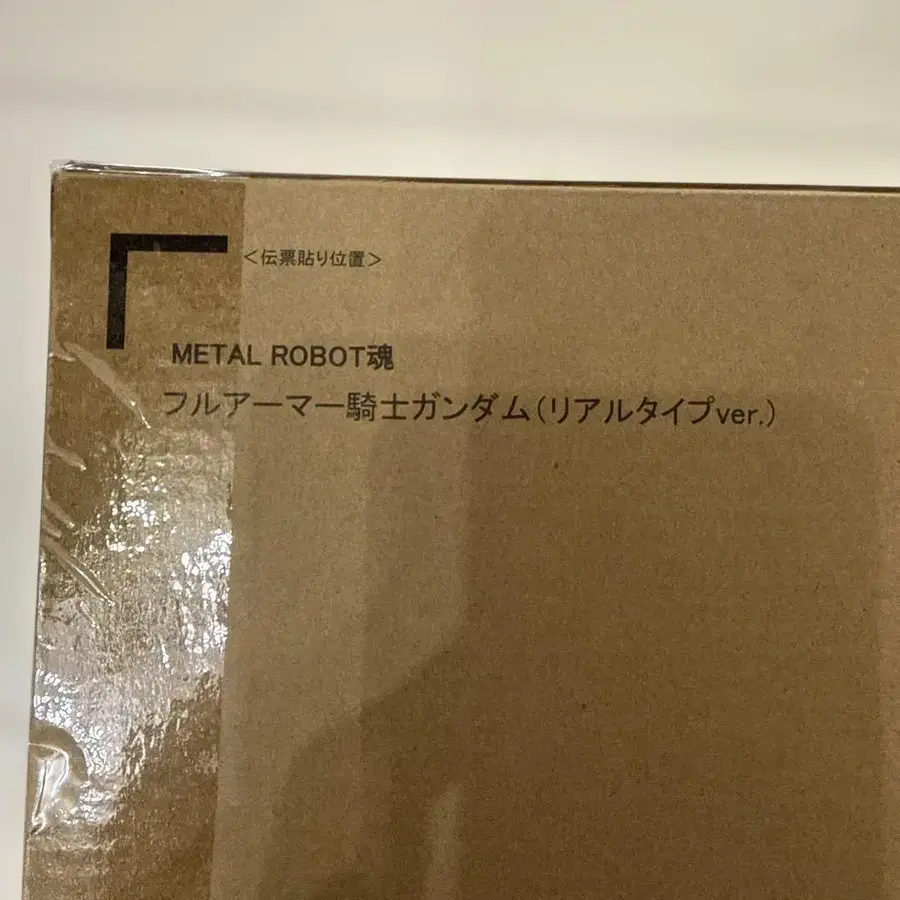 ＜伝票貼り位置＞
METAL ROBOT魂
フルアーマー騎士ガンダム（リアルタイプver.）